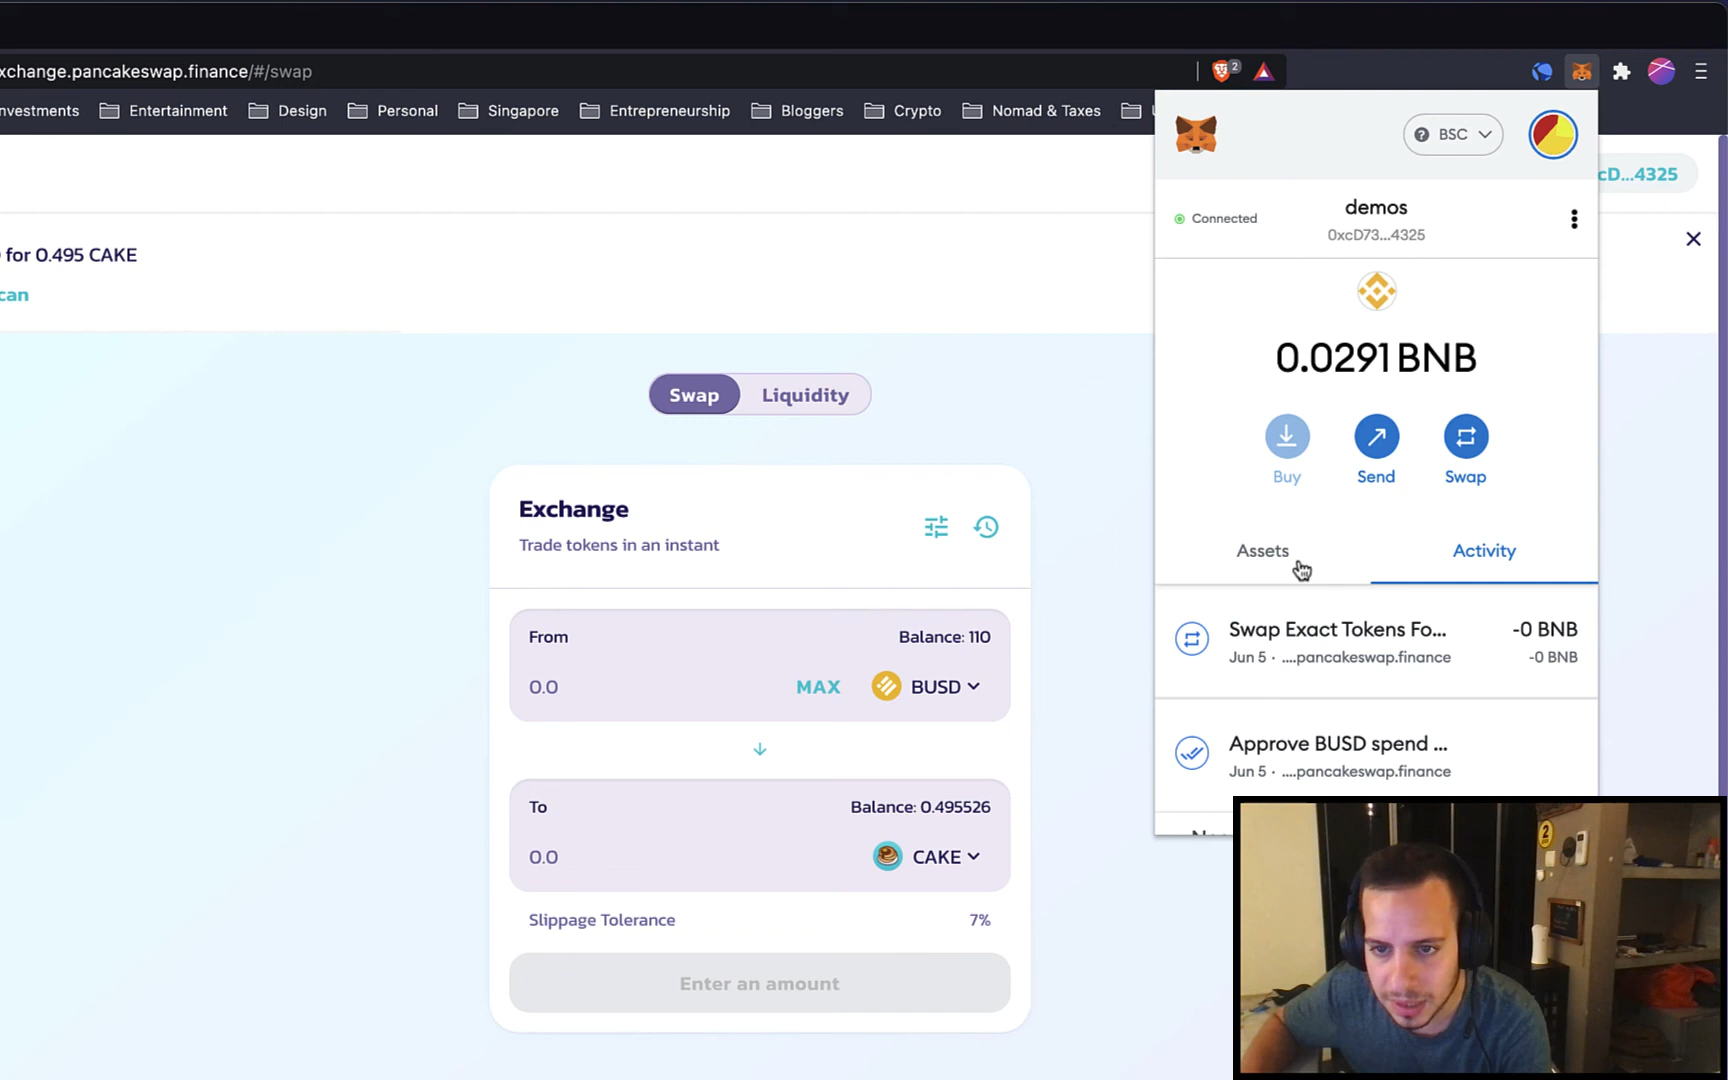 xchange.pancakeswap.finance/#/swap
2
nvestments
Entertainment
Design
Personal
Singapore
Entrepreneurship
Bloggers
Crypto
Nomad & Taxes
BSC
cD...4325
Connected
demos
0xcD73...4325
for 0.495 CAKE
can
0.0291 BNB
Buy
Send
Swap
Swap
Liquidity
Assets
Activity
Exchange
Trade tokens in an instant
Swap Exact Tokens Fo...
-0 BNB
Jun 5 · ....pancakeswap.finance
-0 BNB
Approve BUSD spend ...
Jun 5 · ....pancakeswap.finance
From
Balance: 110
0.0
MAX
BUSD
To
Balance: 0.495526
0.0
CAKE
Slippage Tolerance
7%
Enter an amount
2